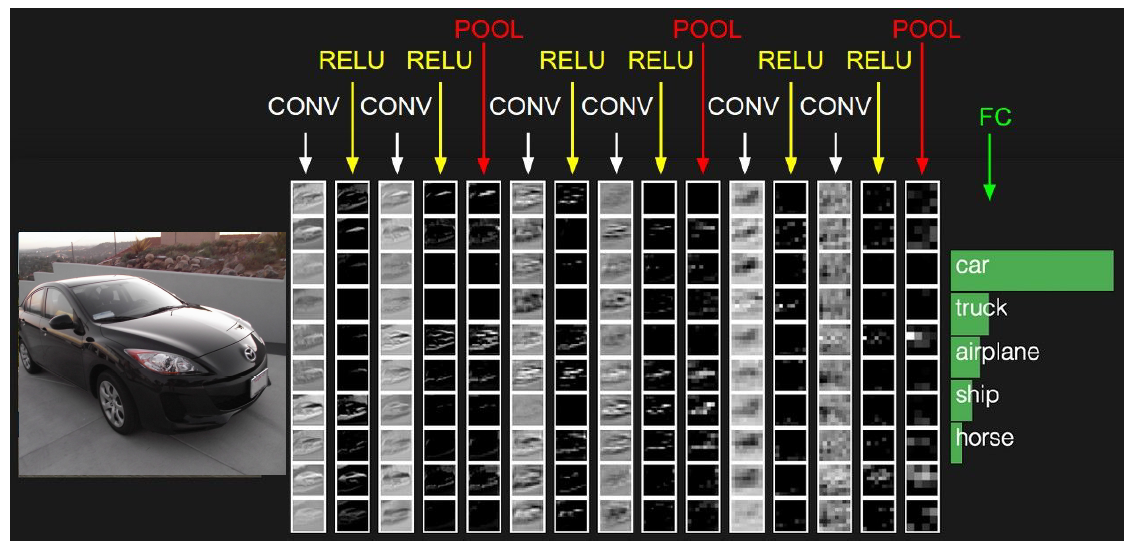 POOL POOL POOL
RELU RELU RELU RELU RELU RELU
CONV CONV CONV CONV CONV CONV
FC
car
truck
airplane
ship
horse